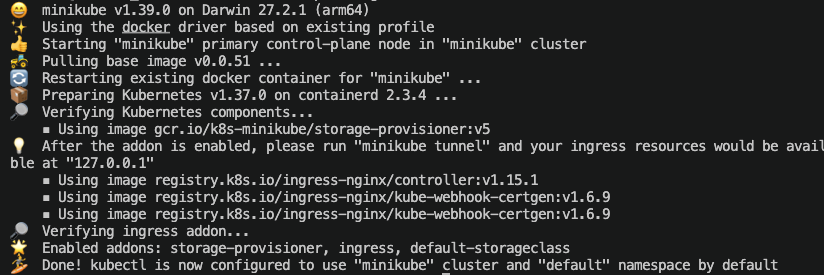 😄 minikube v1.39.0 on Darwin 27.2.1 (arm64)
✨ Using the docker driver based on existing profile
👍 Starting "minikube" primary control-plane node in "minikube" cluster
🚜 Pulling base image v0.0.51 ...
🔄 Restarting existing docker container for "minikube" ...
📦 Preparing Kubernetes v1.37.0 on containerd 2.3.4 ...
🔎 Verifying Kubernetes components...
▪ Using image gcr.io/k8s-minikube/storage-provisioner:v5
💡 After the addon is enabled, please run "minikube tunnel" and your ingress resources would be avail
ble at "127.0.0.1"
▪ Using image registry.k8s.io/ingress-nginx/controller:v1.15.1
▪ Using image registry.k8s.io/ingress-nginx/kube-webhook-certgen:v1.6.9
▪ Using image registry.k8s.io/ingress-nginx/kube-webhook-certgen:v1.6.9
🔎 Verifying ingress addon...
🌟 Enabled addons: storage-provisioner, ingress, default-storageclass
🏄 Done! kubectl is now configured to use "minikube" cluster and "default" namespace by default